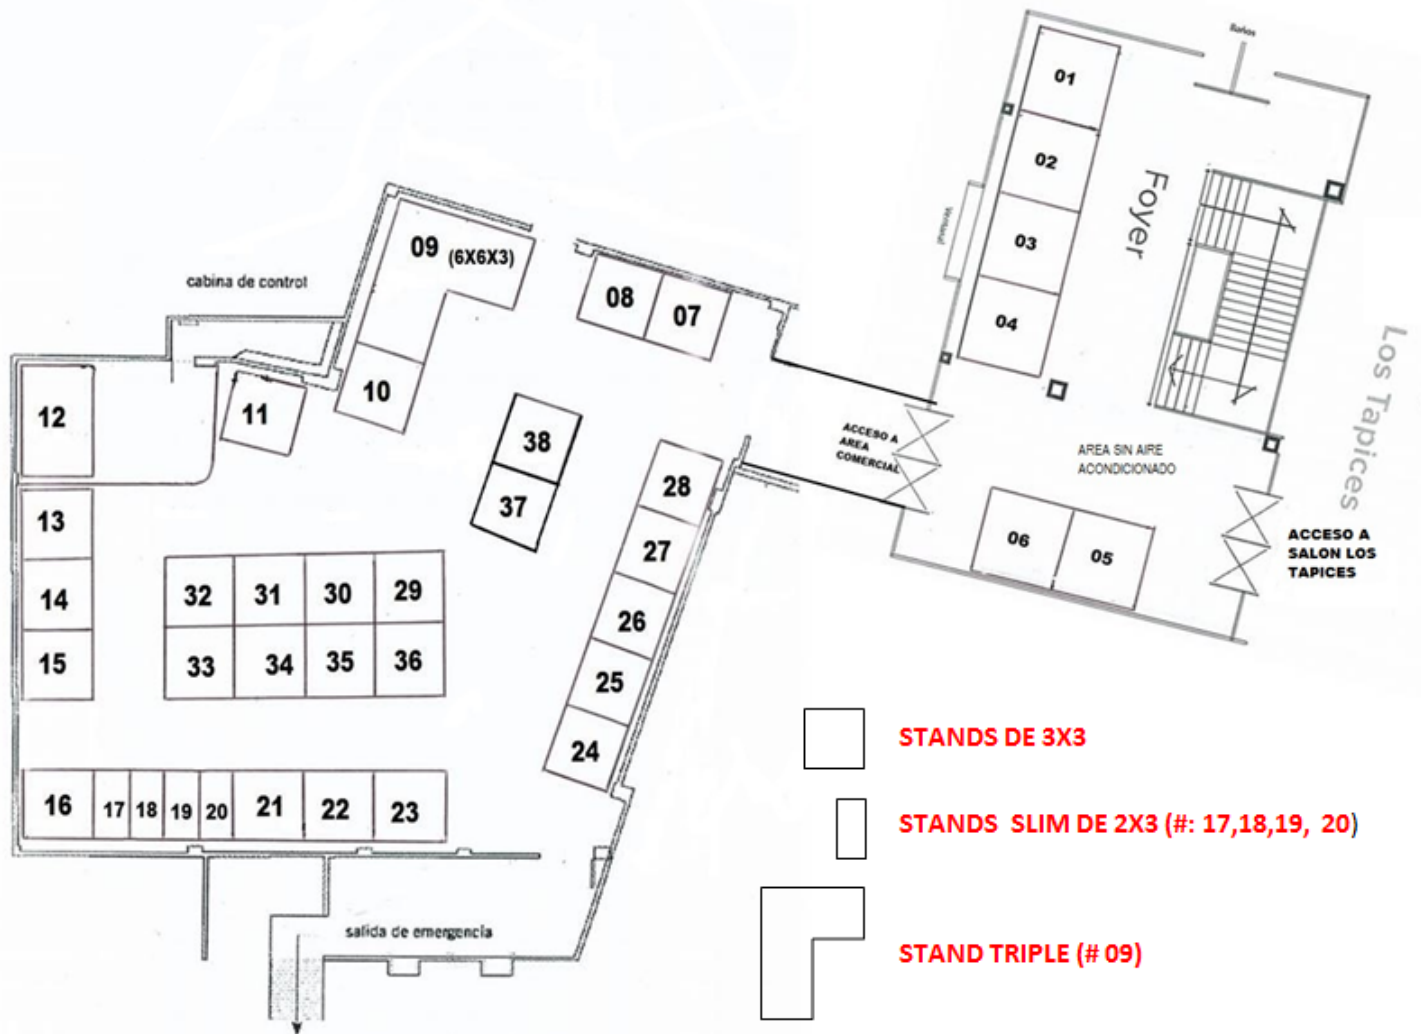 Baños
01
02
03
04
Foyer
Ventanal
Los Tapices
09 (6X6X3)
cabina de control
08
07
10
11
12
38
37
ACCESO A
AREA
COMERCIAL
AREA SIN AIRE
ACONDICIONADO
28
27
26
25
24
06
05
ACCESO A
SALON LOS
TAPICES
13
14
15
32
31
30
29
33
34
35
36
16
17
18
19
20
21
22
23
salida de emergencia
STANDS DE 3X3
STANDS SLIM DE 2X3 (#: 17,18,19, 20)
STAND TRIPLE (# 09)